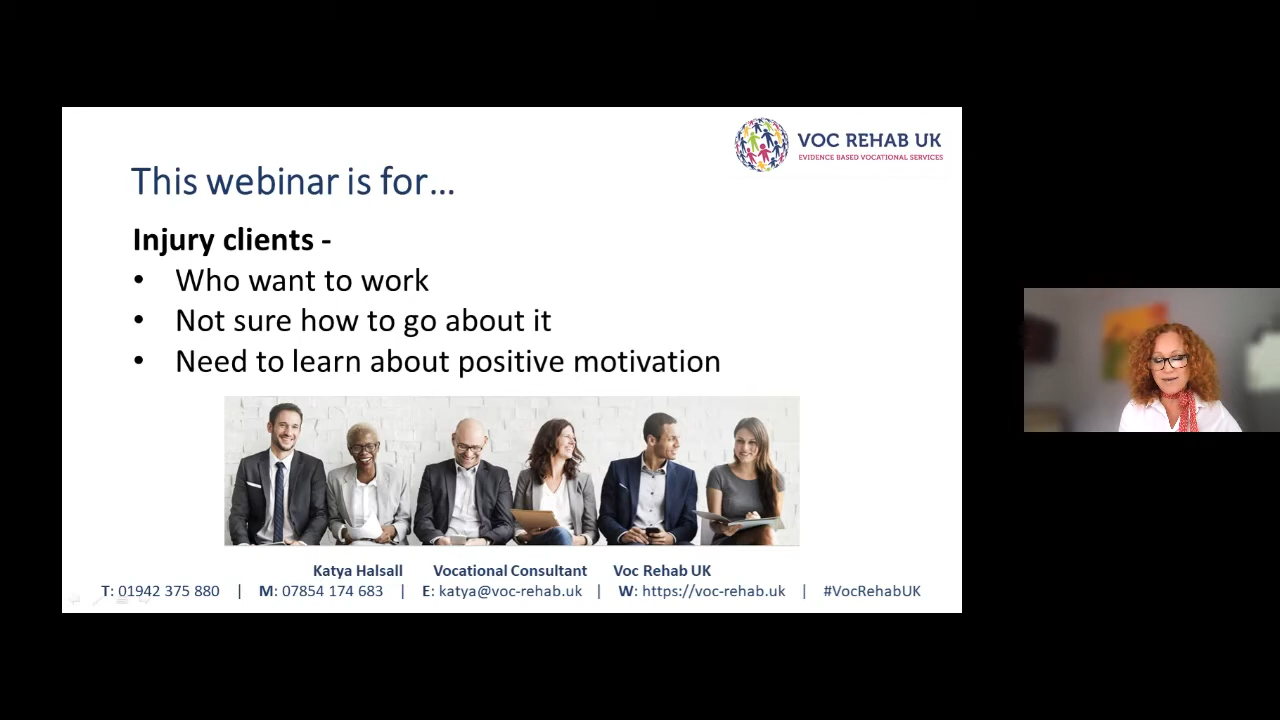 VOC REHAB UK
EVIDENCE BASED VOCATIONAL SERVICES
This webinar is for…
Injury clients -
• Who want to work
• Not sure how to go about it
• Need to learn about positive motivation
Katya Halsall Vocational Consultant Voc Rehab UK
T: 01942 375 880 | M: 07854 174 683 | E: katya@voc-rehab.uk | W: https://voc-rehab.uk | #VocRehabUK